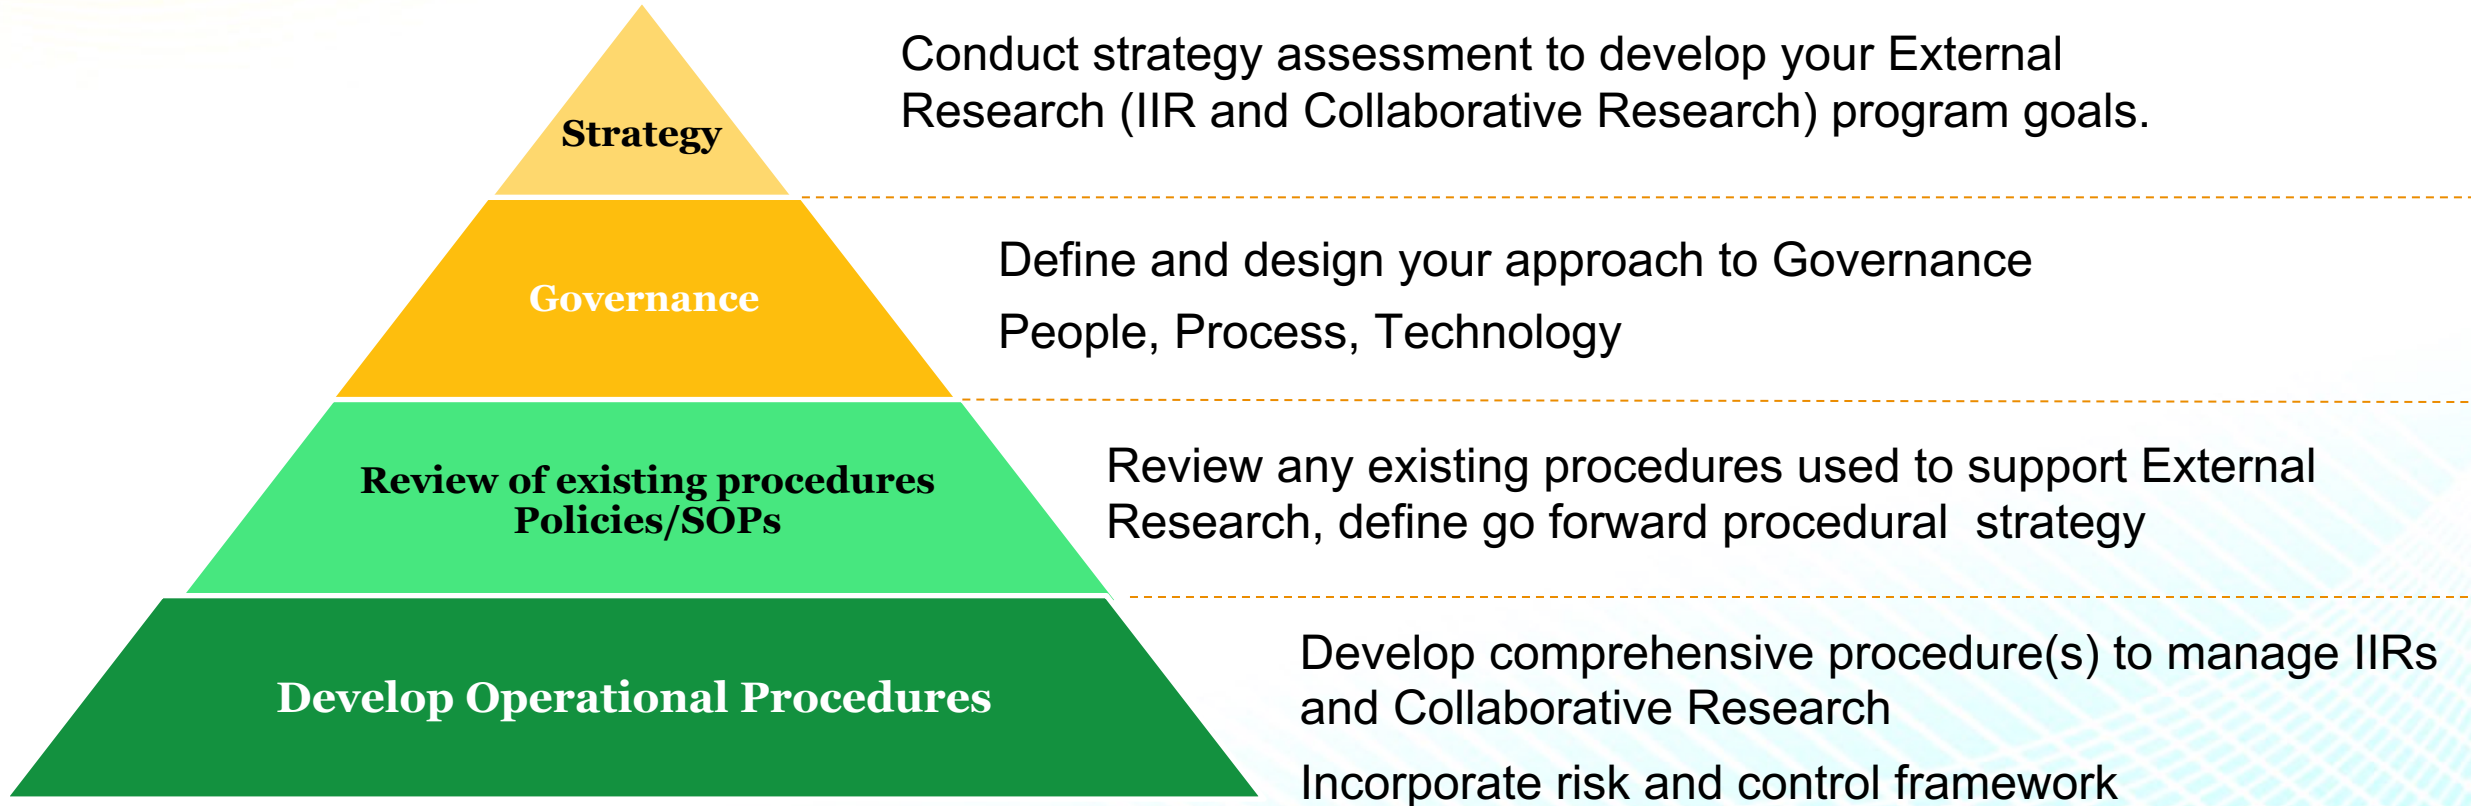 Strategy
Conduct strategy assessment to develop your External
Research (IIR and Collaborative Research) program goals.
Governance
Define and design your approach to Governance
People, Process, Technology
Review of existing procedures
Policies/SOPs
Review any existing procedures used to support External
Research, define go forward procedural  strategy
Develop Operational Procedures
Develop comprehensive procedure(s) to manage IIRs
and Collaborative Research
Incorporate risk and control framework